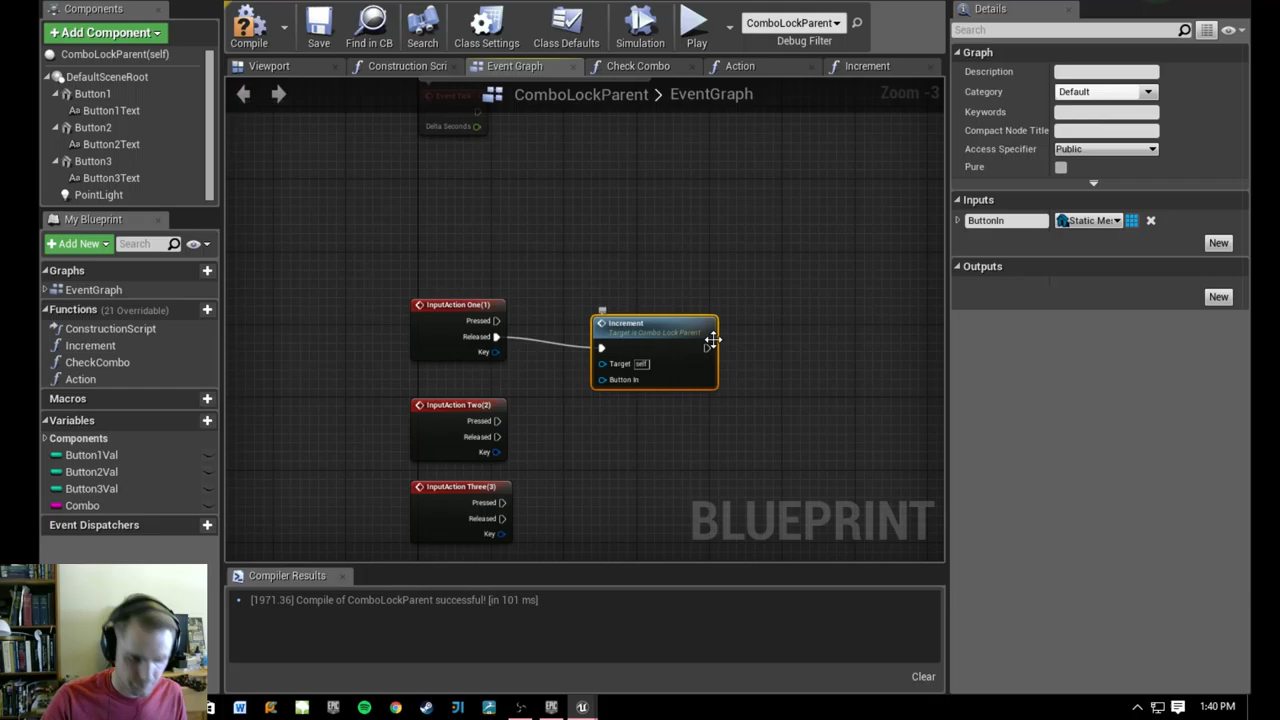 Components
+ Add Component
ComboLockParent(self)
DefaultSceneRoot
Button1
Button1Text
Button2
Button2Text
Button3
Button3Text
PointLight
My Blueprint
+ Add New
Search
Graphs
EventGraph
Functions (21 Overridable)
ConstructionScript
Increment
CheckCombo
Action
Macros
Variables
Components
Button1Val
Button2Val
Button3Val
Combo
Event Dispatchers
Compile
Save
Find in CB
Search
Class Settings
Class Defaults
Simulation
Play
ComboLockParent
Debug Filter
Viewport
Construction Scri
Event Graph
Check Combo
Action
Increment
ComboLockParent > EventGraph
Zoom -3
Event Tick
Delta Seconds
InputAction One(1)
Pressed
Released
Key
Increment
Target is Combo Lock Parent
Target self
Button In
InputAction Two(2)
Pressed
Released
Key
InputAction Three(3)
Pressed
Released
Key
BLUEPRINT
Compiler Results
[1971.36] Compile of ComboLockParent successful! [in 101 ms]
Clear
Details
Search
Graph
Description
Category Default
Keywords
Compact Node Title
Access Specifier Public
Pure
Inputs
ButtonIn Static Me
New
Outputs
New
1:40 PM